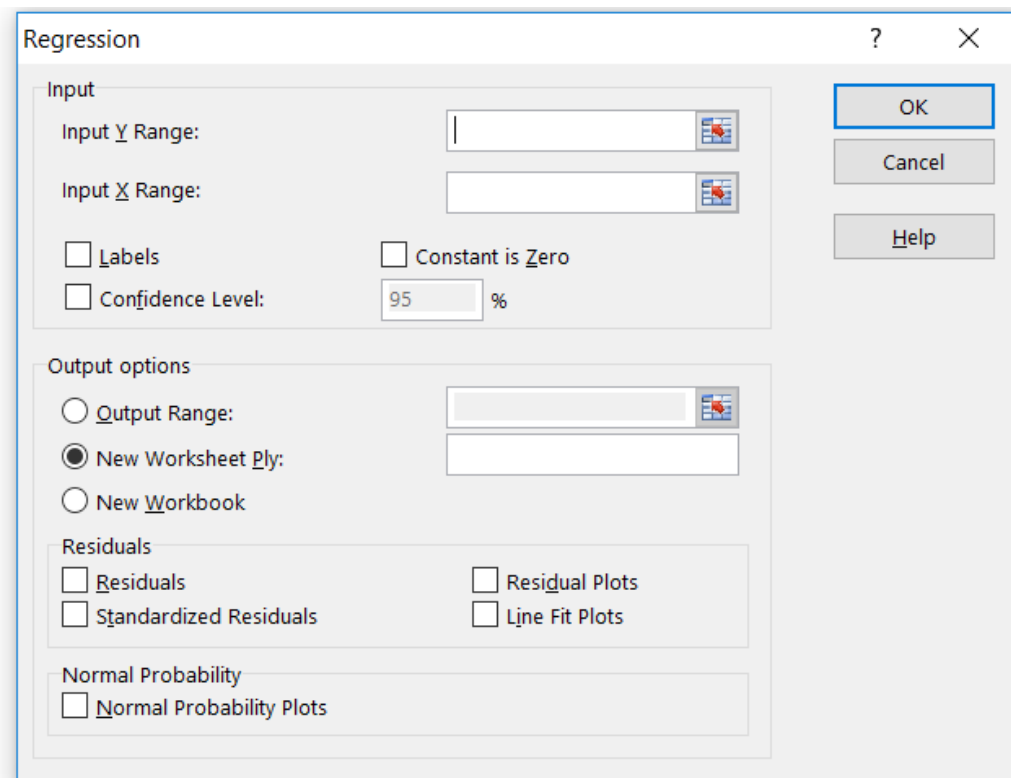 Regression ?
Input
OK
Input Y Range:
Cancel
Input X Range:
Help
Labels Constant is Zero
Confidence Level: 95 %
Output options
Output Range:
New Worksheet Ply:
New Workbook
Residuals
Residuals Residual Plots
Standardized Residuals Line Fit Plots
Normal Probability
Normal Probability Plots